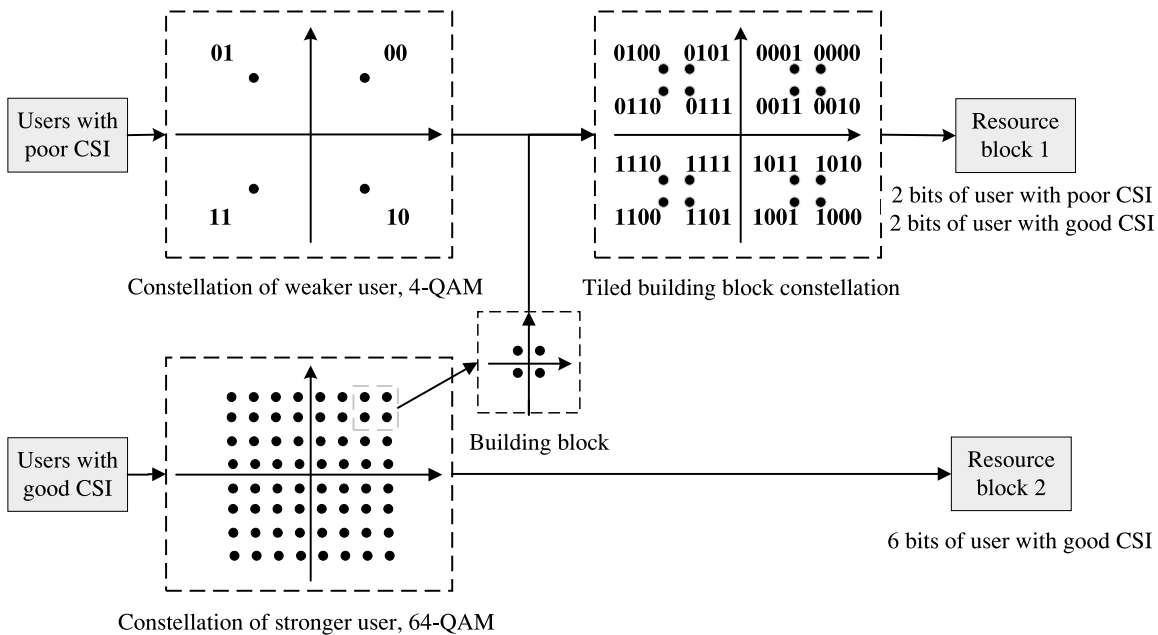 01
00
0100
0101
0001
0000
Users with
poor CSI
0110
0111
0011
0010
Resource
block 1
1110
1111
1011
1010
11
10
1100
1101
1001
1000
2 bits of user with poor CSI
2 bits of user with good CSI
Constellation of weaker user, 4-QAM
Tiled building block constellation
Building block
Users with
good CSI
Resource
block 2
6 bits of user with good CSI
Constellation of stronger user, 64-QAM